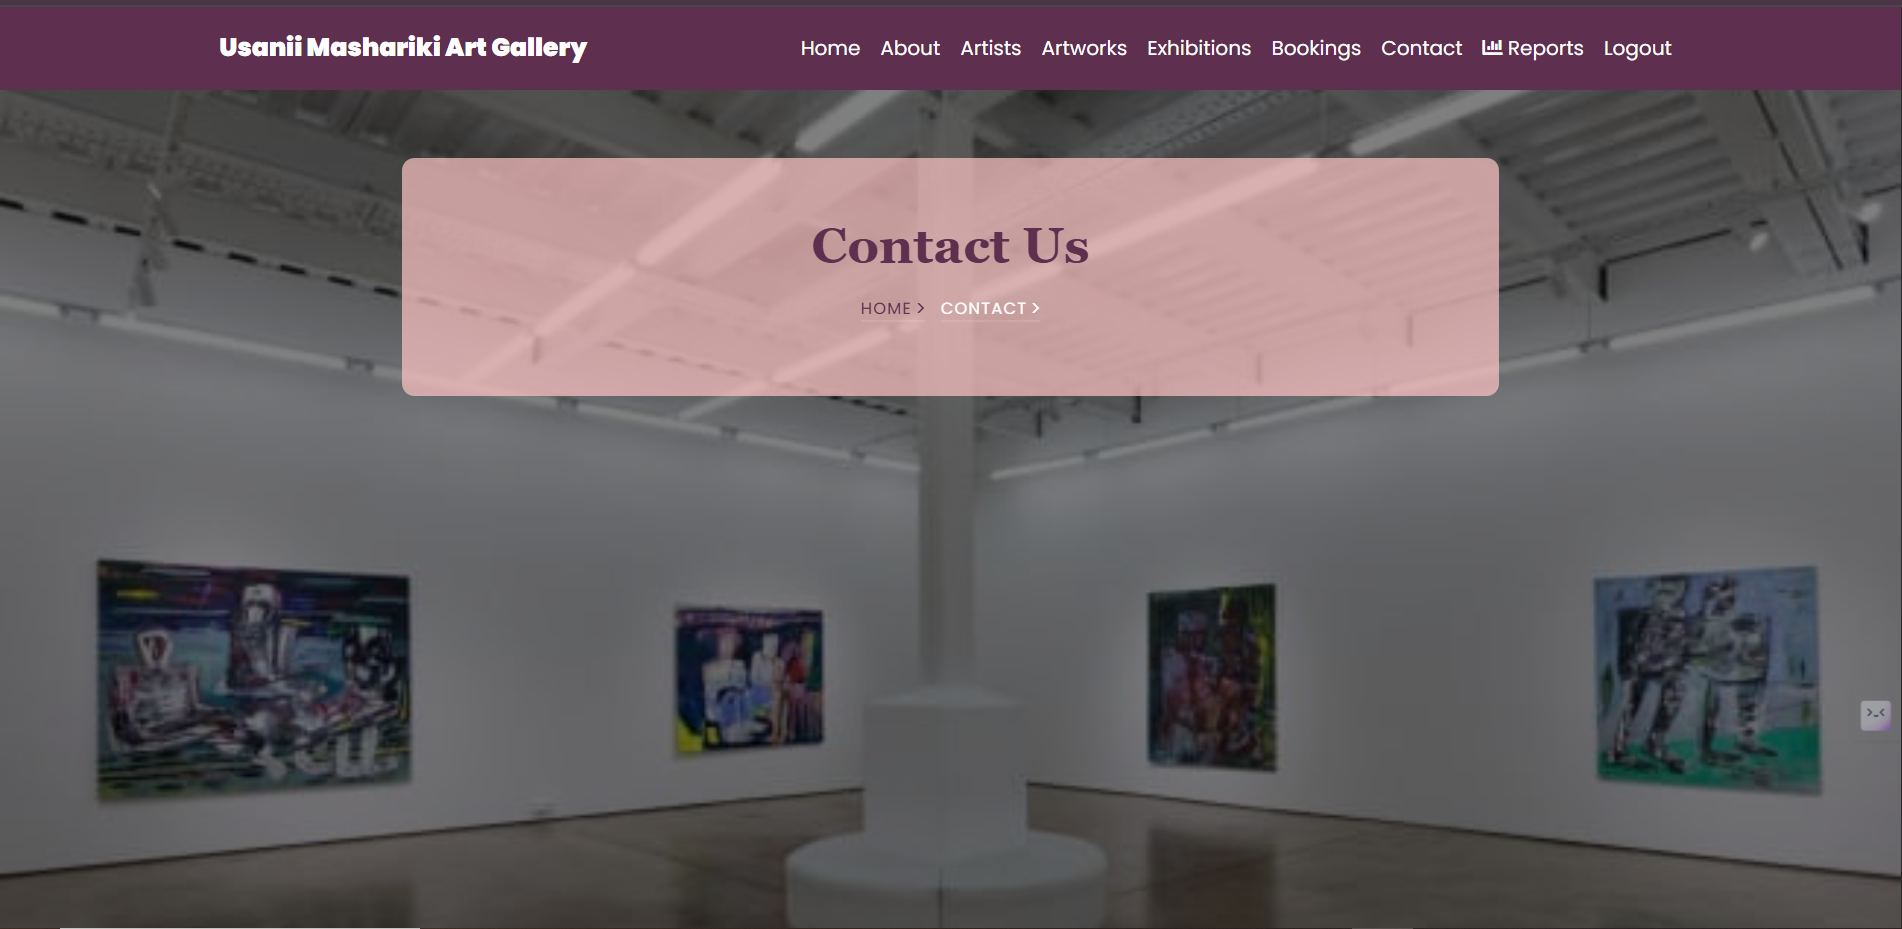 Usanii Mashariki Art Gallery
Home About Artists Artworks Exhibitions Bookings Contact Reports Logout
Contact Us
HOME > CONTACT >